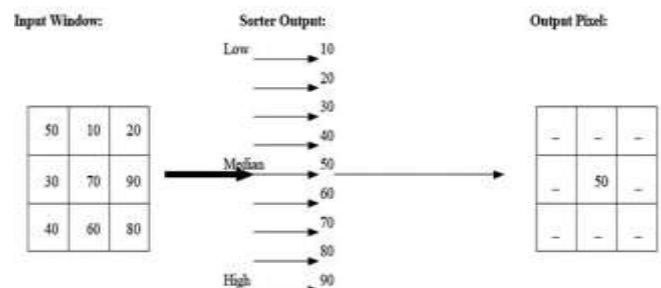 Input Window: Sorter Output: Output Pixel:
Low 10
20
30
40
Median 50
60
70
80
High 90
50 10 20
30 70 90
40 60 80
_ _ _
_ 50 _
_ _ _